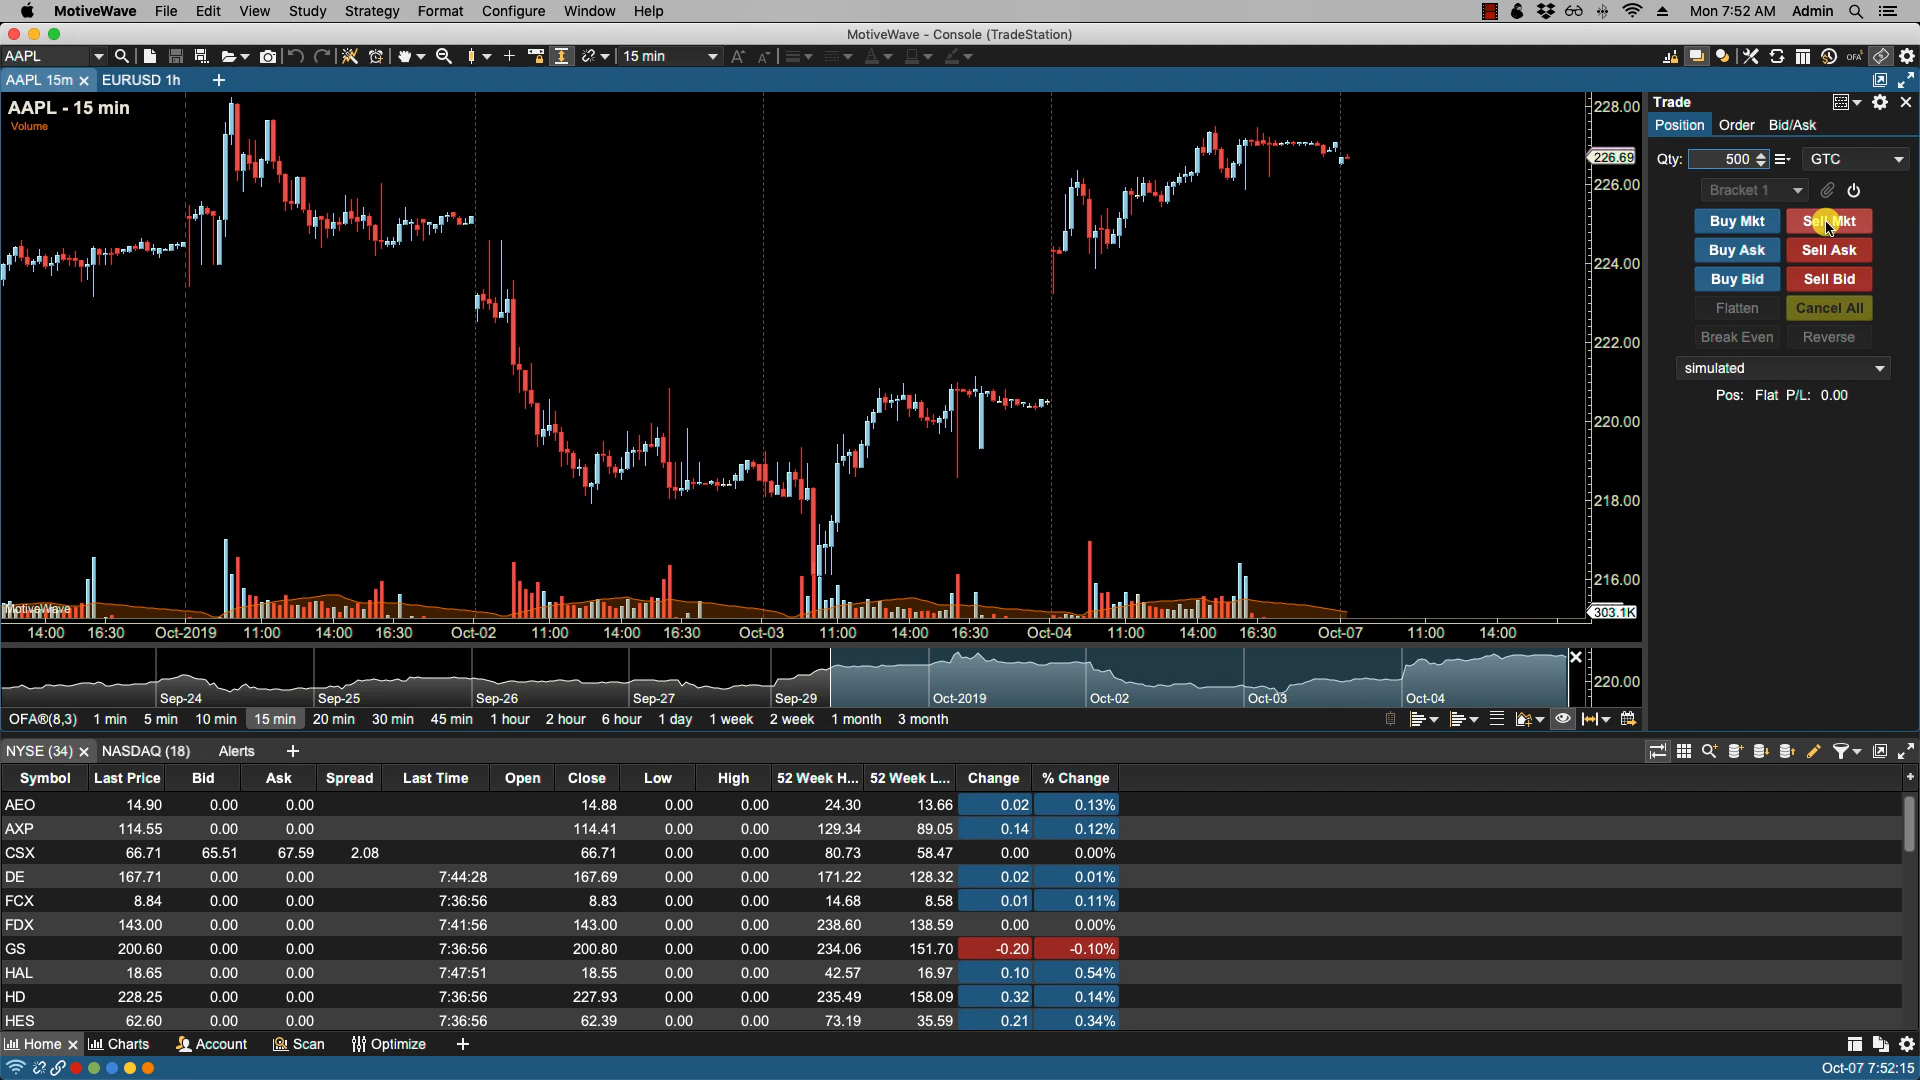 MotiveWave File Edit View Study Strategy Format Configure Window Help Mon 7:52 AM Admin
MotiveWave - Console (TradeStation)
AAPL 15 min
AAPL 15m EURUSD 1h +
AAPL - 15 min
Volume
228.00
226.69
226.00
224.00
222.00
220.00
218.00
216.00
303.1K
MotiveWave
14:00 16:30 Oct-2019 11:00 14:00 16:30 Oct-02 11:00 14:00 16:30 Oct-03 11:00 14:00 16:30 Oct-04 11:00 14:00 16:30 Oct-07 11:00 14:00
220.00
Sep-24 Sep-25 Sep-26 Sep-27 Sep-29 Oct-2019 Oct-02 Oct-03 Oct-04
OFA®(8,3) 1 min 5 min 10 min 15 min 20 min 30 min 45 min 1 hour 2 hour 6 hour 1 day 1 week 2 week 1 month 3 month
Trade
Position Order Bid/Ask
Qty: 500 GTC
Bracket 1
Buy Mkt Sell Mkt
Buy Ask Sell Ask
Buy Bid Sell Bid
Flatten Cancel All
Break Even Reverse
simulated
Pos: Flat P/L: 0.00
NYSE (34) NASDAQ (18) Alerts +
Symbol Last Price Bid Ask Spread Last Time Open Close Low High 52 Week H... 52 Week L... Change % Change
AEO 14.90 0.00 0.00 14.88 0.00 0.00 24.30 13.66 0.02 0.13%
AXP 114.55 0.00 0.00 114.41 0.00 0.00 129.34 89.05 0.14 0.12%
CSX 66.71 65.51 67.59 2.08 66.71 0.00 0.00 80.73 58.47 0.00 0.00%
DE 167.71 0.00 0.00 7:44:28 167.69 0.00 0.00 171.22 128.32 0.02 0.01%
FCX 8.84 0.00 0.00 7:36:56 8.83 0.00 0.00 14.68 8.58 0.01 0.11%
FDX 143.00 0.00 0.00 7:41:56 143.00 0.00 0.00 238.60 138.59 0.00 0.00%
GS 200.60 0.00 0.00 7:36:56 200.80 0.00 0.00 234.06 151.70 -0.20 -0.10%
HAL 18.65 0.00 0.00 7:47:51 18.55 0.00 0.00 42.57 16.97 0.10 0.54%
HD 228.25 0.00 0.00 7:36:56 227.93 0.00 0.00 235.49 158.09 0.32 0.14%
HES 62.60 0.00 0.00 7:36:56 62.39 0.00 0.00 73.19 35.59 0.21 0.34%
Home Charts Account Scan Optimize +
Oct-07 7:52:15